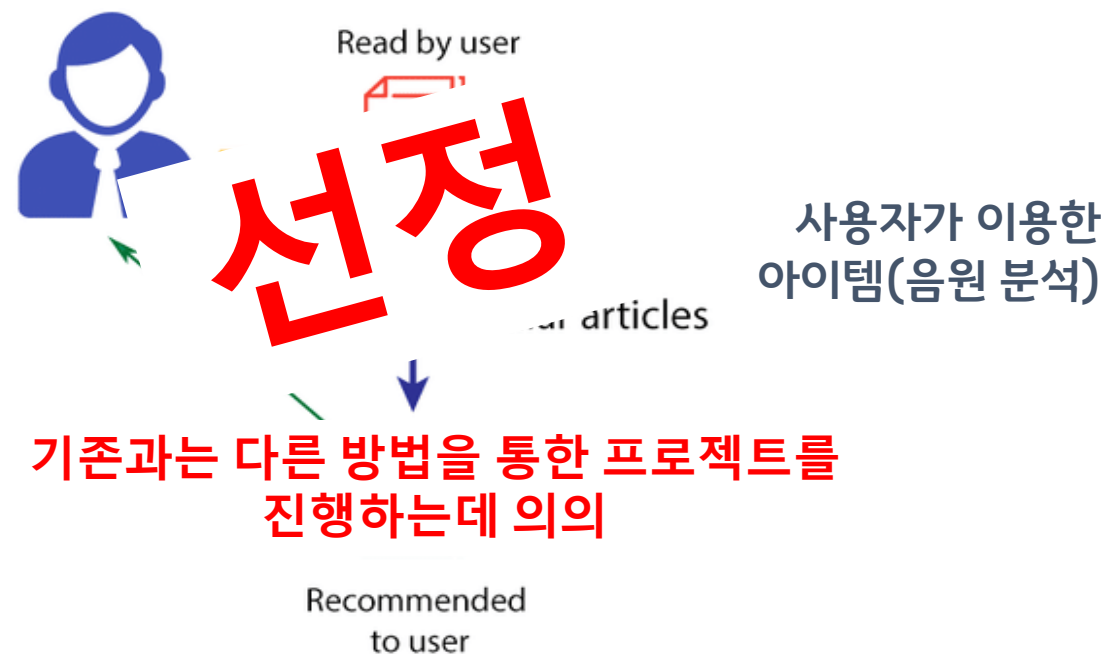 Read by user
선정
사용자가 이용한
아이템(음원 분석)
articles
기존과는 다른 방법을 통한 프로젝트를
진행하는데 의의
Recommended
to user